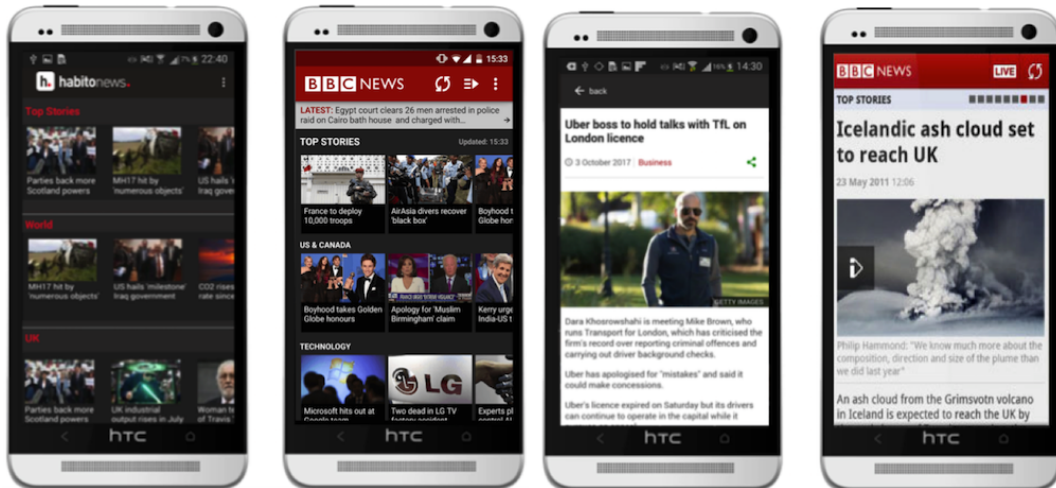 22:40
h. habitonews.
Top Stories
Parties back more
Scotland powers
MH17 hit by
'numerous objects'
US hails '
Iraq gove
World
MH17 hit by
'numerous objects'
US hails 'milestone'
Iraq government
CO2 rises
rate since
UK
Parties back more
Scotland powers
UK industrial
output rises in July
Woman te
of Travis
hTC
15:33
BBC NEWS
LATEST: Egypt court clears 26 men arrested in police
raid on Cairo bath house and charged with...
TOP STORIES
Updated: 15:33
France to deploy
10,000 troops
AirAsia divers recover
'black box'
Boyhood t
Globe hon
US & CANADA
Boyhood takes Golden
Globe honours
Apology for 'Muslim
Birmingham' claim
Kerry urge
India-US t
TECHNOLOGY
LG
Microsoft hits out at
Two dead in LG TV
Experts pl
hTC
14:30
back
Uber boss to hold talks with TfL on
London licence
3 October 2017
Business
GETTY IMAGES
Dara Khosrowshahi is meeting Mike Brown, who
runs Transport for London, which has criticised the
firm's record over reporting criminal offences and
carrying out driver background checks.
Uber has apologised for "mistakes" and said it
could make concessions.
Uber's licence expired on Saturday but its drivers
can continue to operate in the capital while it
hTC
BBC NEWS
LIVE
TOP STORIES
Icelandic ash cloud set
to reach UK
23 May 2011 12:06
Philip Hammond: "We know much more about the
composition, direction and size of the plume than
we did last year"
An ash cloud from the Grimsvotn volcano
in Iceland is expected to reach the UK by
hTC